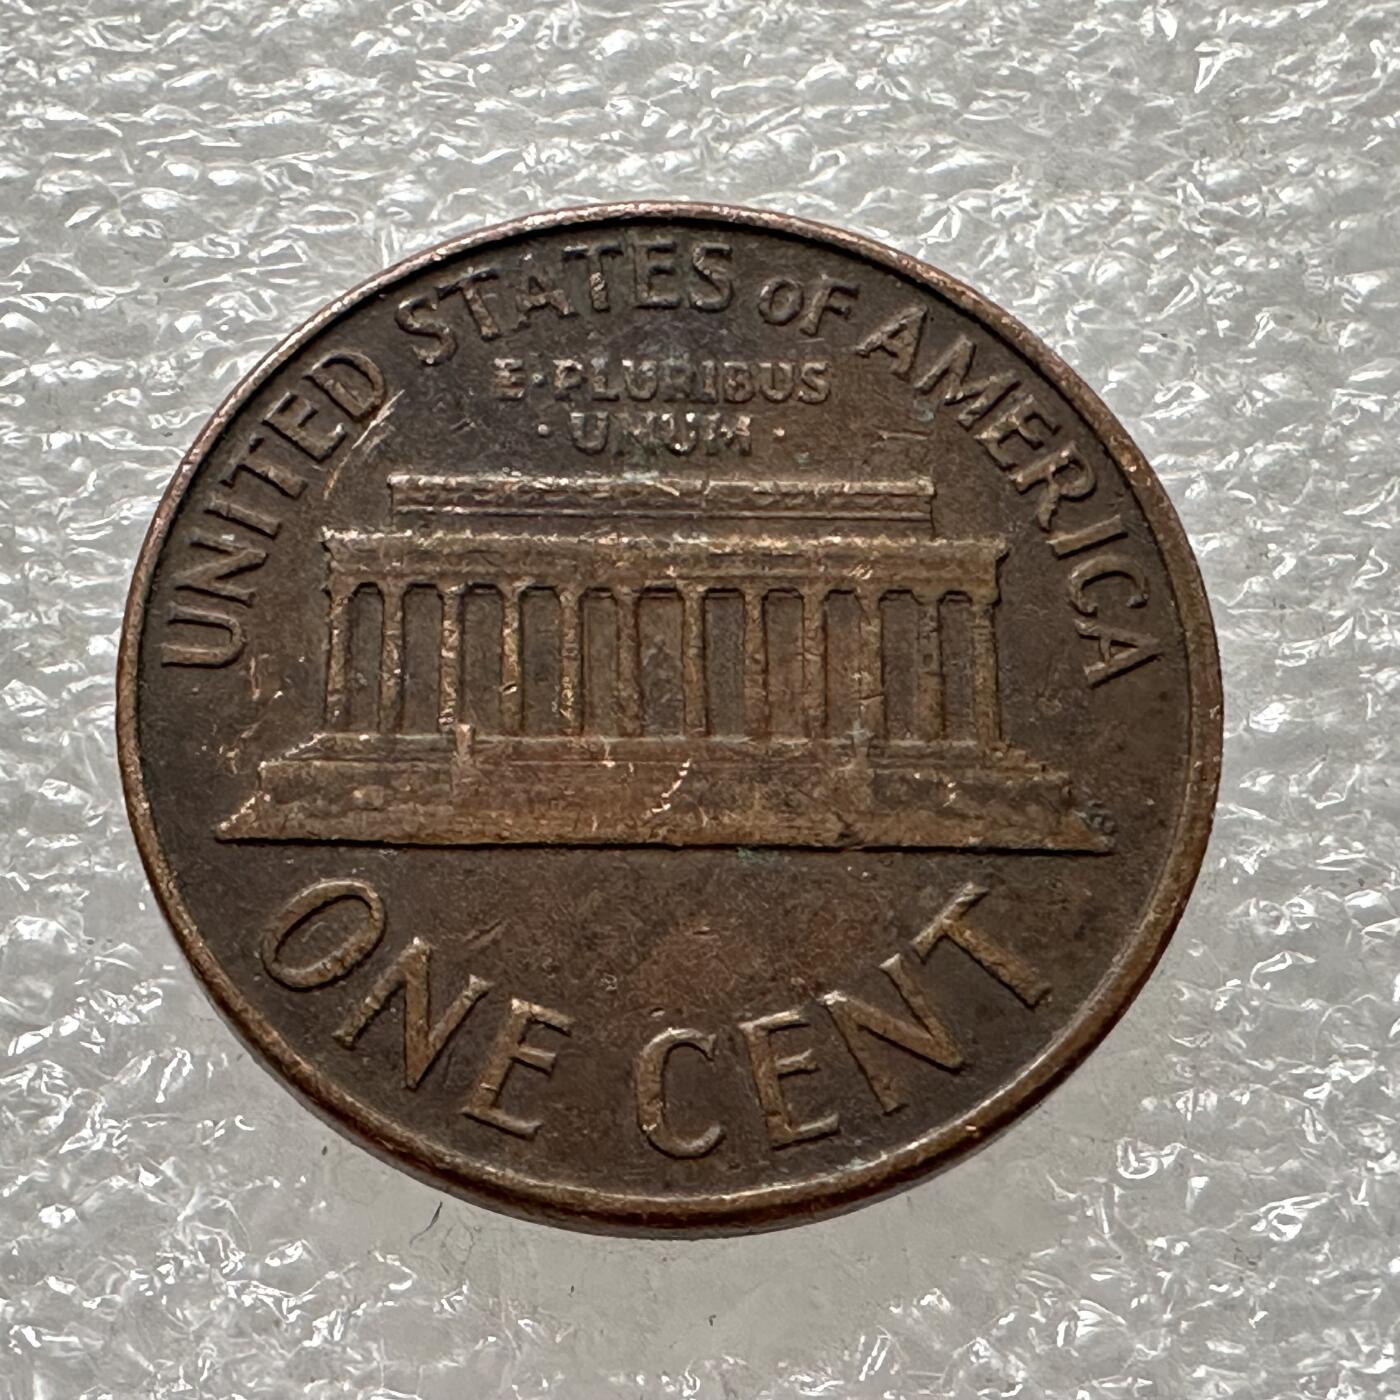 UNITED STATES OF AMERICA
E·PLURIBUS
·UNUM·
ONE CENT